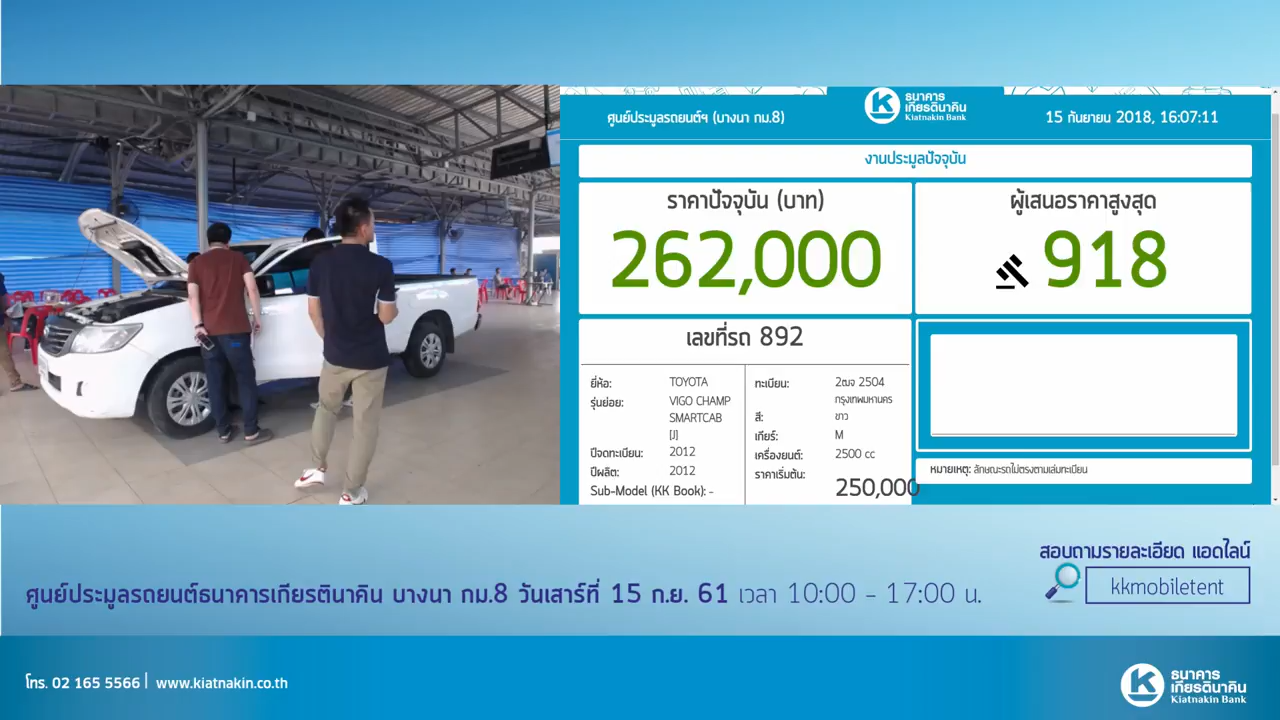 ศูนย์ประมูลรถยนต์ฯ (บางนา กม.8)
ธนาคาร
เกียรตินาคิน
Kiatnakin Bank
15 กันยายน 2018, 16:07:11
งานประมูลปัจจุบัน
ราคาปัจจุบัน (บาท)
262,000
ผู้เสนอราคาสูงสุด
918
เลขที่รถ 892
ยี่ห้อ: TOYOTA
รุ่นย่อย: VIGO CHAMP
SMARTCAB
[J]
ปีจดทะเบียน: 2012
ปีผลิต: 2012
Sub-Model (KK Book): -
ทะเบียน: 2ฒจ 2504
กรุงเทพมหานคร
สี: ขาว
เกียร์: M
เครื่องยนต์: 2500 cc
ราคาเริ่มต้น:
250,000
หมายเหตุ: ลักษณะรถไม่ตรงตามเล่มทะเบียน
สอบถามรายละเอียด แอดไลน์
kkmobiletent
ศูนย์ประมูลรถยนต์ธนาคารเกียรตินาคิน บางนา กม.8 วันเสาร์ที่ 15 ก.ย. 61 เวลา 10:00 - 17:00 น.
โทร. 02 165 5566 | www.kiatnakin.co.th
ธนาคาร
เกียรตินาคิน
Kiatnakin Bank